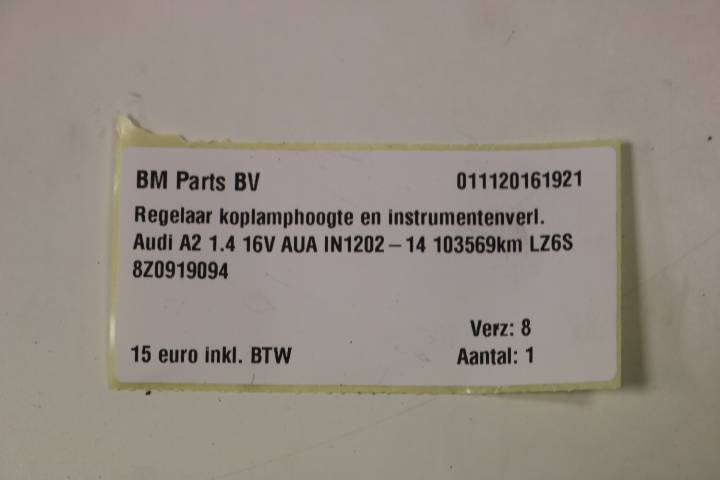 BM Parts BV 011120161921
Regelaar koplamphoogte en instrumentenverl.
Audi A2 1.4 16V AUA IN1202-14 103569km LZ6S
8Z0919094
Verz: 8
15 euro inkl. BTW Aantal: 1